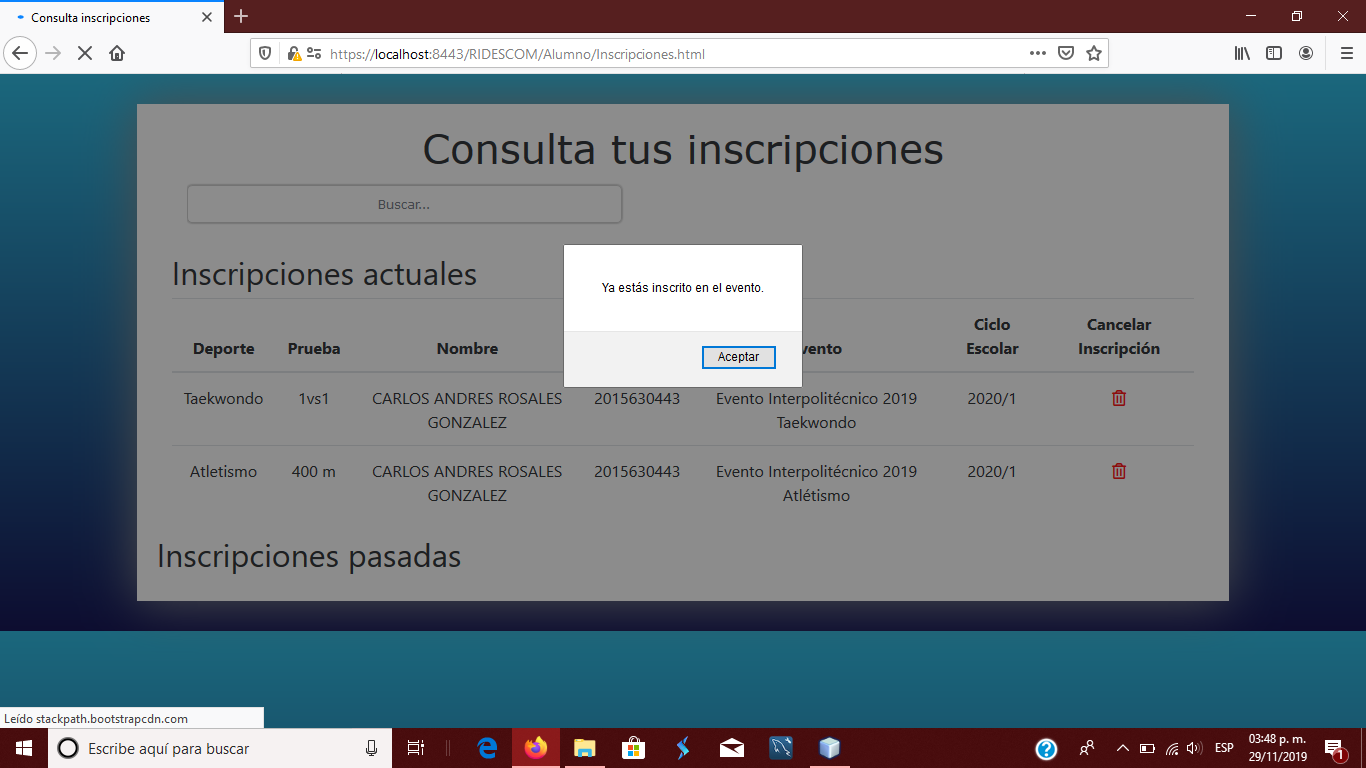 Consulta inscripciones
https://localhost:8443/RIDESCOM/Alumno/Inscripciones.html
Consulta tus inscripciones
Buscar...
Inscripciones actuales
Ya estás inscrito en el evento.
Aceptar
Deporte Prueba Nombre vento Ciclo Escolar Cancelar Inscripción
Taekwondo 1vs1 CARLOS ANDRES ROSALES 2015630443 Evento Interpolitécnico 2019 2020/1
GONZALEZ Taekwondo
Atletismo 400 m CARLOS ANDRES ROSALES 2015630443 Evento Interpolitécnico 2019 2020/1
GONZALEZ Atlétismo
Inscripciones pasadas
Leído stackpath.bootstrapcdn.com
Escribe aquí para buscar
ESP
03:48 p. m.
29/11/2019
1